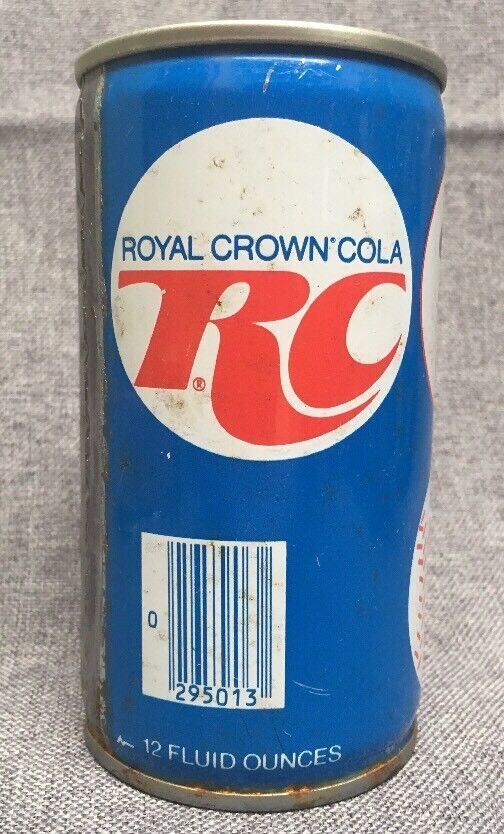 ROYAL CROWN® COLA
RC®
0
295013
12 FLUID OUNCES